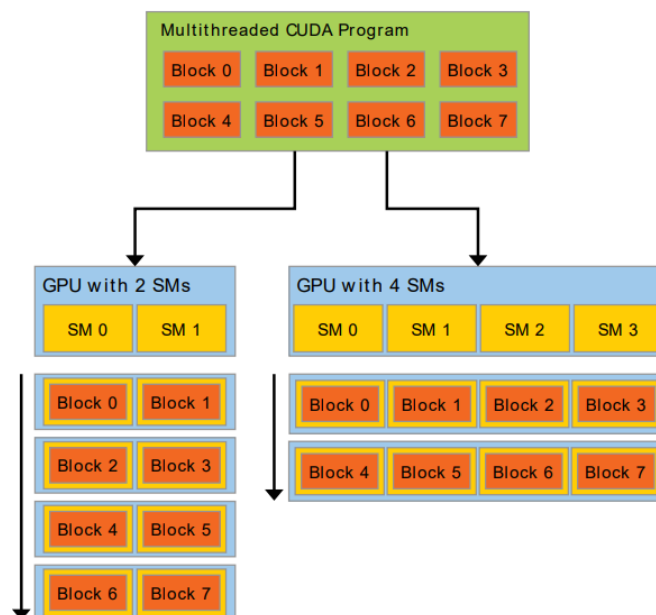 Multithreaded CUDA Program
Block 0 Block 1 Block 2 Block 3
Block 4 Block 5 Block 6 Block 7
GPU with 2 SMs
SM 0 SM 1
Block 0 Block 1
Block 2 Block 3
Block 4 Block 5
Block 6 Block 7
GPU with 4 SMs
SM 0 SM 1 SM 2 SM 3
Block 0 Block 1 Block 2 Block 3
Block 4 Block 5 Block 6 Block 7